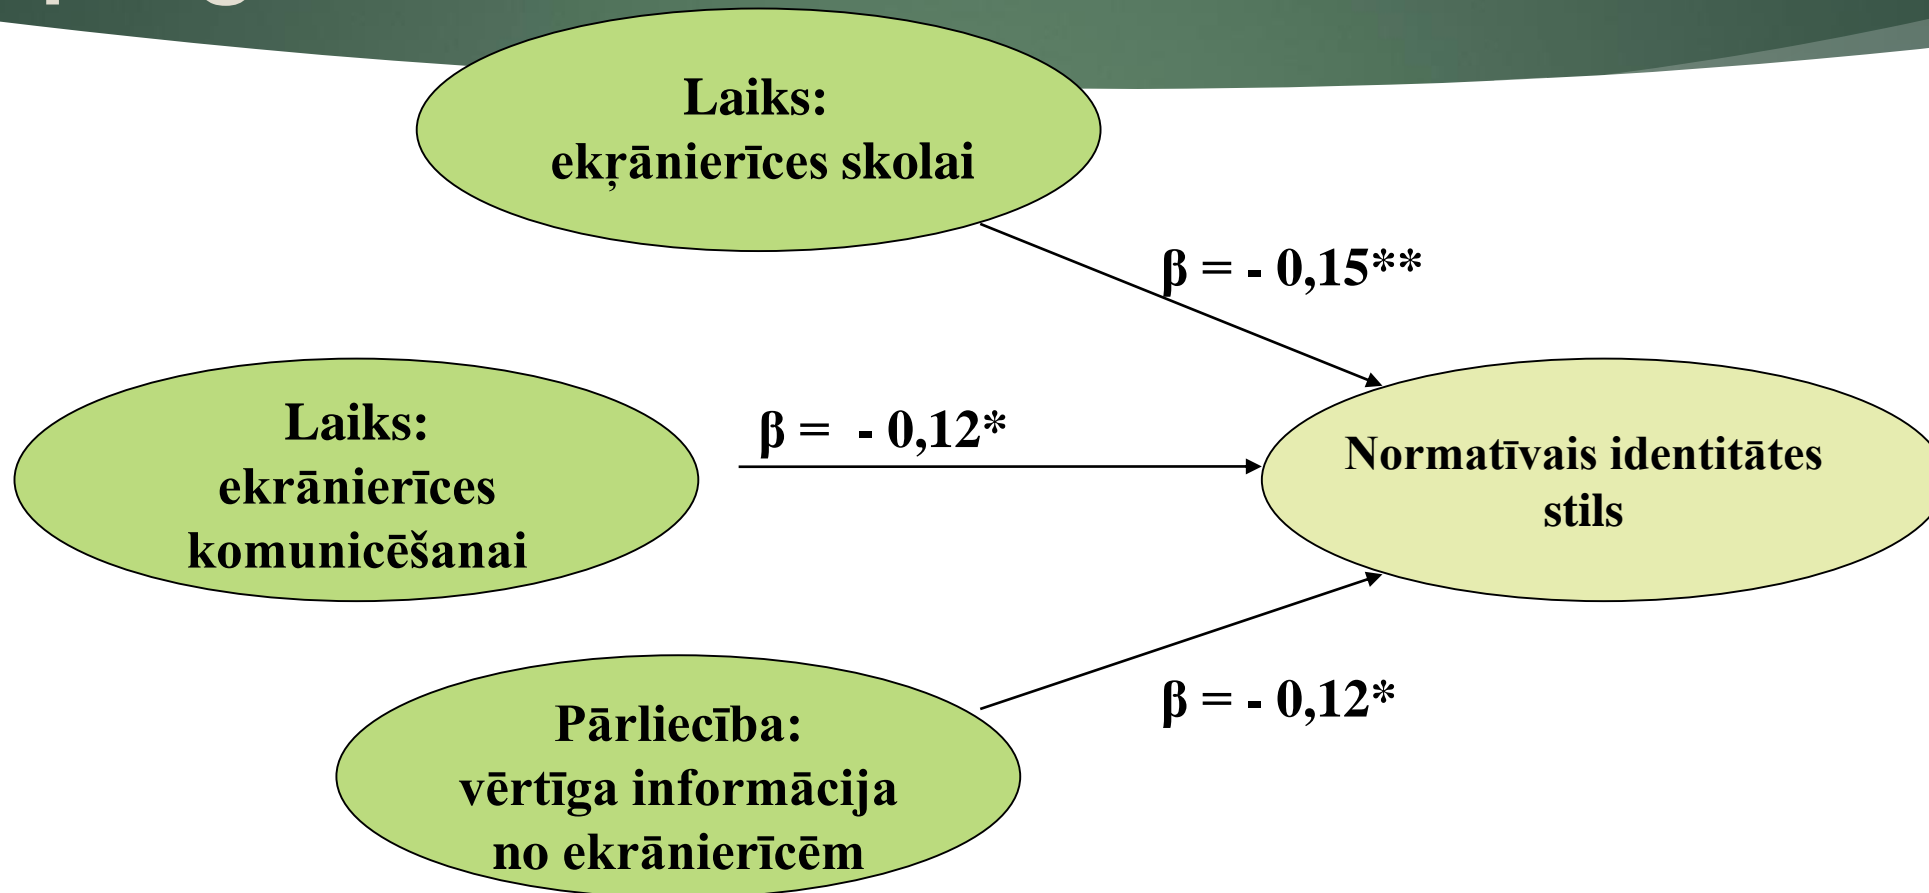 Laiks:
ekŗānierīces skolai
β = - 0,15**
Laiks:
ekrānierīces
komunicēšanai
β = - 0,12*
Normatīvais identitātes
stils
Pārliecība:
vērtīga informācija
no ekrānierīcēm
β = - 0,12*